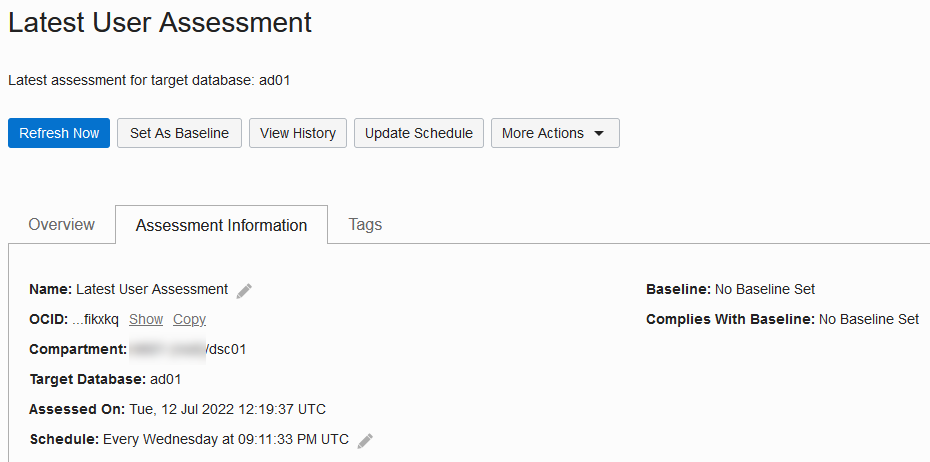 Latest User Assessment
Latest assessment for target database: ad01
Refresh Now Set As Baseline View History Update Schedule More Actions
Overview Assessment Information Tags
Name: Latest User Assessment Baseline: No Baseline Set
OCID: ...fikxkq Show Copy Complies With Baseline: No Baseline Set
Compartment: /dsc01
Target Database: ad01
Assessed On: Tue, 12 Jul 2022 12:19:37 UTC
Schedule: Every Wednesday at 09:11:33 PM UTC